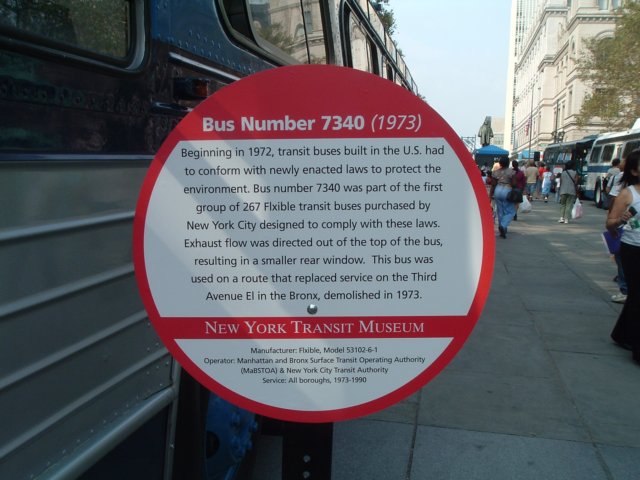 Bus Number 7340 (1973)
Beginning in 1972, transit buses built in the U.S. had
to conform with newly enacted laws to protect the
environment. Bus number 7340 was part of the first
group of 267 Flxible transit buses purchased by
New York City designed to comply with these laws.
Exhaust flow was directed out of the top of the bus,
resulting in a smaller rear window. This bus was
used on a route that replaced service on the Third
Avenue El in the Bronx, demolished in 1973.
New York Transit Museum
Manufacturer: Flxible, Model 53102-6-1
Operator: Manhattan and Bronx Surface Transit Operating Authority
(MaBSTOA) & New York City Transit Authority
Service: All boroughs, 1973-1990